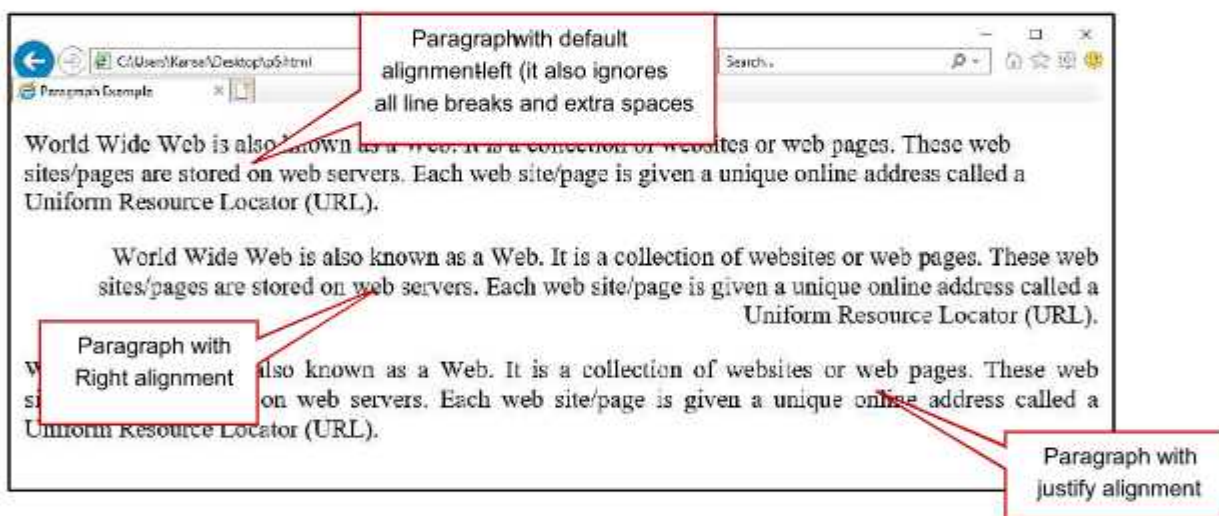 Paragraphwith default
alignmentleft (it also ignores
all line breaks and extra spaces
C:\Users\Kansal\Desktop\p5.html
Search...
Paragraph Example
World Wide Web is also known as a Web. It is a collection of websites or web pages. These web
sites/pages are stored on web servers. Each web site/page is given a unique online address called a
Uniform Resource Locator (URL).
World Wide Web is also known as a Web. It is a collection of websites or web pages. These web
sites/pages are stored on web servers. Each web site/page is given a unique online address called a
Uniform Resource Locator (URL).
Paragraph with
Right alignment
also known as a Web. It is a collection of websites or web pages. These web
on web servers. Each web site/page is given a unique online address called a
Uniform Resource Locator (URL).
Paragraph with
justify alignment